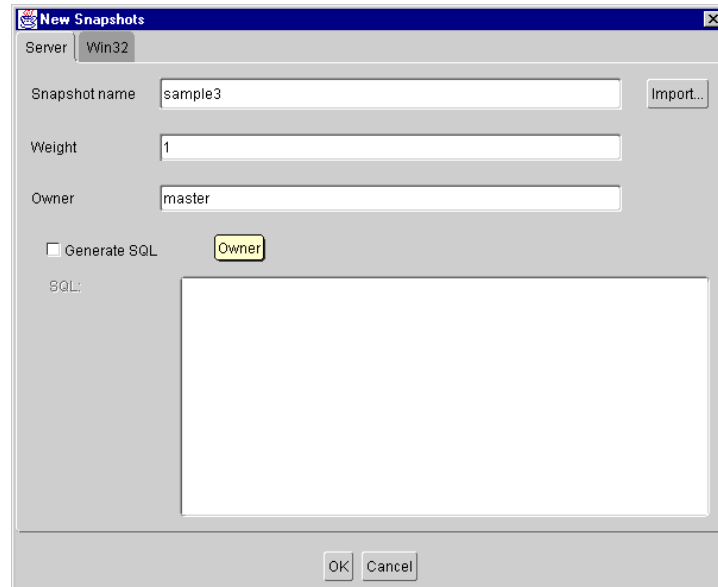 New Snapshots
Server Win32
Snapshot name sample3 Import...
Weight 1
Owner master
Generate SQL Owner
SQL:
OK Cancel